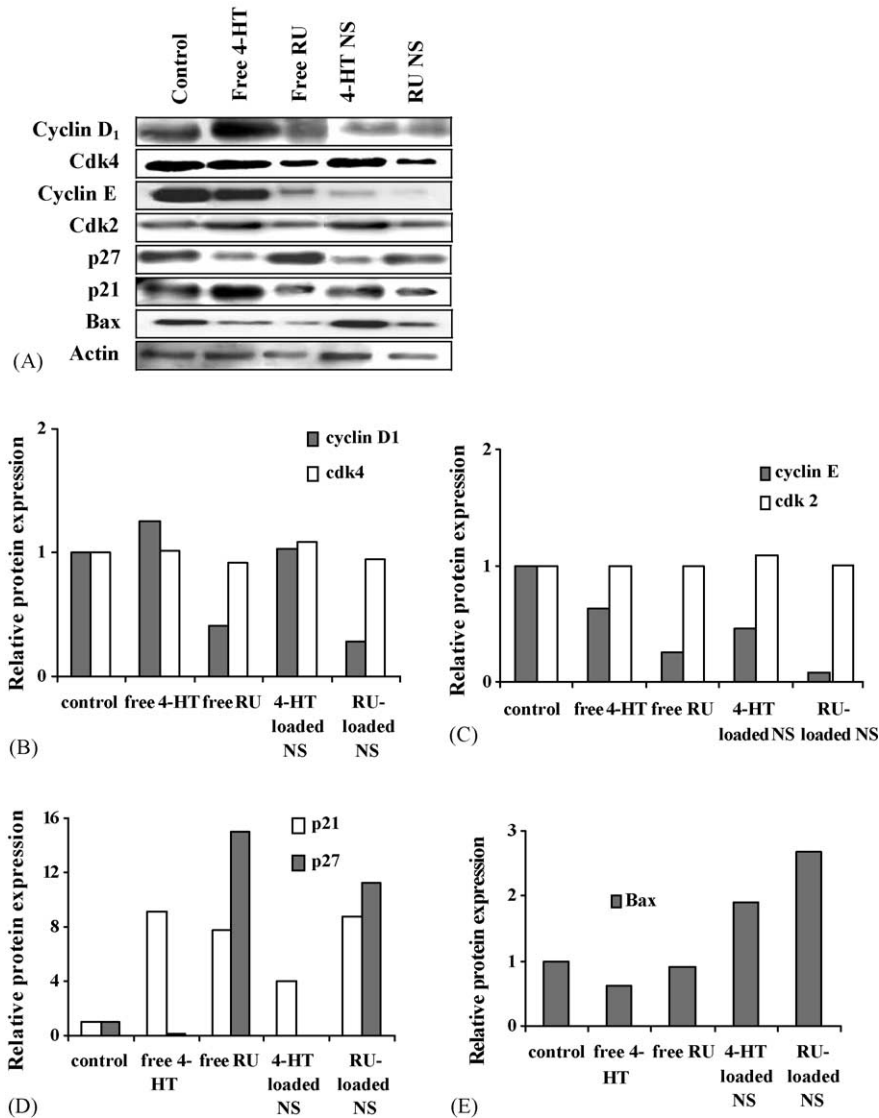 Control
Free 4-HT
Free RU
4-HT NS
RU NS
Cyclin D1
Cdk4
Cyclin E
Cdk2
p27
p21
Bax
Actin
(A)
Relative protein expression
2
1
0
cyclin D1
cdk4
control
free 4-HT
free RU
4-HT
loaded
NS
RU-
loaded
NS
(B)
Relative protein expression
2
1
0
cyclin E
cdk 2
control
free 4-HT
free RU
4-HT
loaded NS
RU-
loaded NS
(C)
Relative protein expression
16
12
8
4
0
p21
p27
control
free 4-
HT
free RU
4-HT
loaded NS
RU-
loaded NS
(D)
Relative protein expression
3
2
1
0
Bax
control
free 4-
HT
free RU
4-HT
loaded
NS
RU-
loaded
NS
(E)